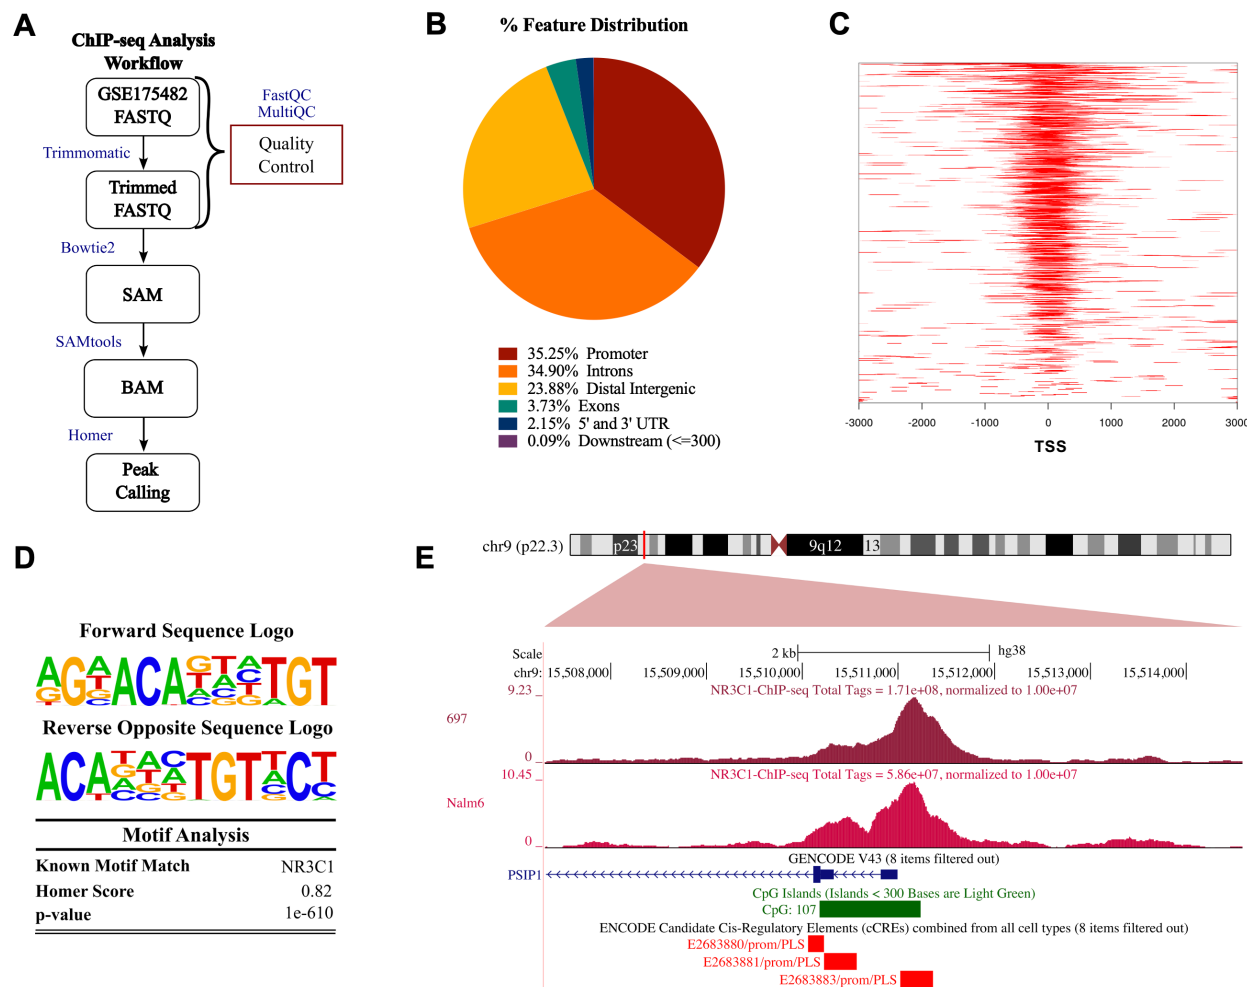 A
ChIP-seq Analysis
Workflow
GSE175482
FASTQ
FastQC
MultiQC
Quality
Control
Trimmomatic
Trimmed
FASTQ
Bowtie2
SAM
SAMtools
BAM
Homer
Peak
Calling
B
% Feature Distribution
35.25% Promoter
34.90% Introns
23.88% Distal Intergenic
3.73% Exons
2.15% 5' and 3' UTR
0.09% Downstream (<=300)
C
-3000 -2000 -1000 0 1000 2000 3000
TSS
D
Forward Sequence Logo
Reverse Opposite Sequence Logo
Motif Analysis
Known Motif Match NR3C1
Homer Score 0.82
p-value 1e-610
E
chr9 (p22.3) p23 9q12 13
Scale 2 kb hg38
chr9: 15,508,000 15,509,000 15,510,000 15,511,000 15,512,000 15,513,000 15,514,000
9.23 NR3C1-ChIP-seq Total Tags = 1.71e+08, normalized to 1.00e+07
697
0
10.45 NR3C1-ChIP-seq Total Tags = 5.86e+07, normalized to 1.00e+07
Nalm6
0
GENCODE V43 (8 items filtered out)
PSIP1
CpG Islands (Islands < 300 Bases are Light Green)
CpG: 107
ENCODE Candidate Cis-Regulatory Elements (cCREs) combined from all cell types (8 items filtered out)
E2683880/prom/PLS
E2683881/prom/PLS
E2683883/prom/PLS